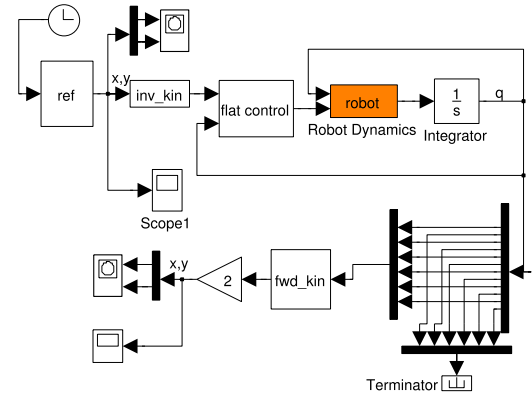 x,y
ref
inv_kin
flat control
robot
1
s
q
Robot Dynamics
Integrator
Scope1
x,y
2
fwd_kin
Terminator